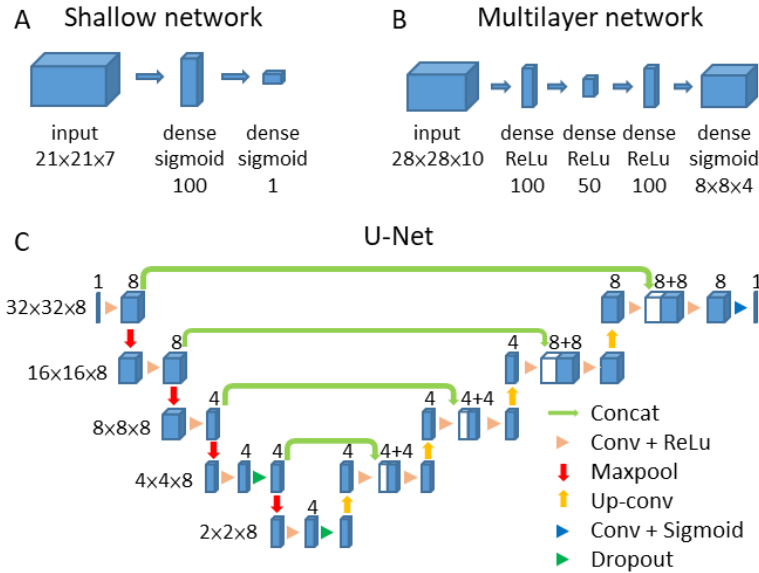 A Shallow network
input
21×21×7
dense
sigmoid
100
dense
sigmoid
1
B Multilayer network
input
28×28×10
dense
ReLu
100
dense
ReLu
50
dense
ReLu
100
dense
sigmoid
8×8×4
C U-Net
1 8 8 8+8 8 1
32×32×8
8 4 8+8
16×16×8
4 4 4+4
8×8×8
4 4 4 4+4
4×4×8
4
2×2×8
Concat
Conv + ReLu
Maxpool
Up-conv
Conv + Sigmoid
Dropout